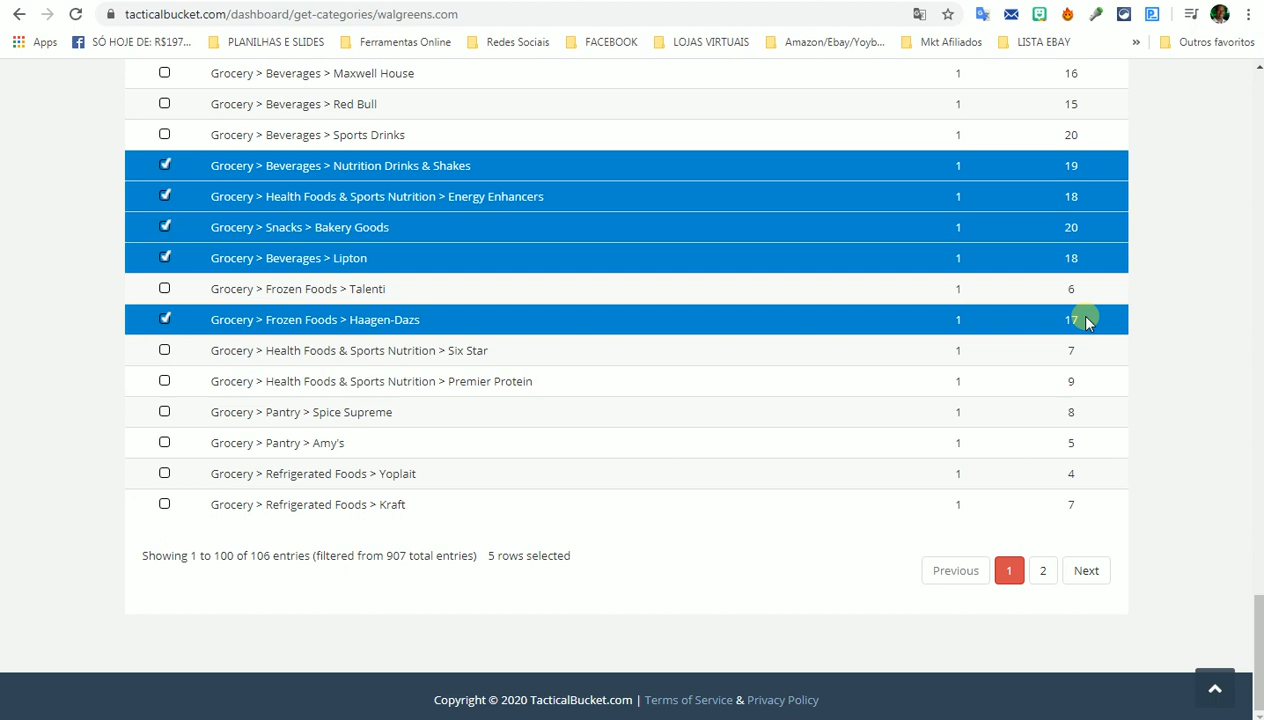 tacticalbucket.com/dashboard/get-categories/walgreens.com
Apps SÓ HOJE DE: R$197... PLANILHAS E SLIDES Ferramentas Online Redes Sociais FACEBOOK LOJAS VIRTUAIS Amazon/Ebay/Yoyb... Mkt Afiliados LISTA EBAY » Outros favoritos
Grocery > Beverages > Maxwell House 1 16
Grocery > Beverages > Red Bull 1 15
Grocery > Beverages > Sports Drinks 1 20
Grocery > Beverages > Nutrition Drinks & Shakes 1 19
Grocery > Health Foods & Sports Nutrition > Energy Enhancers 1 18
Grocery > Snacks > Bakery Goods 1 20
Grocery > Beverages > Lipton 1 18
Grocery > Frozen Foods > Talenti 1 6
Grocery > Frozen Foods > Haagen-Dazs 1 17
Grocery > Health Foods & Sports Nutrition > Six Star 1 7
Grocery > Health Foods & Sports Nutrition > Premier Protein 1 9
Grocery > Pantry > Spice Supreme 1 8
Grocery > Pantry > Amy's 1 5
Grocery > Refrigerated Foods > Yoplait 1 4
Grocery > Refrigerated Foods > Kraft 1 7
Showing 1 to 100 of 106 entries (filtered from 907 total entries) 5 rows selected
Previous 1 2 Next
Copyright © 2020 TacticalBucket.com | Terms of Service & Privacy Policy